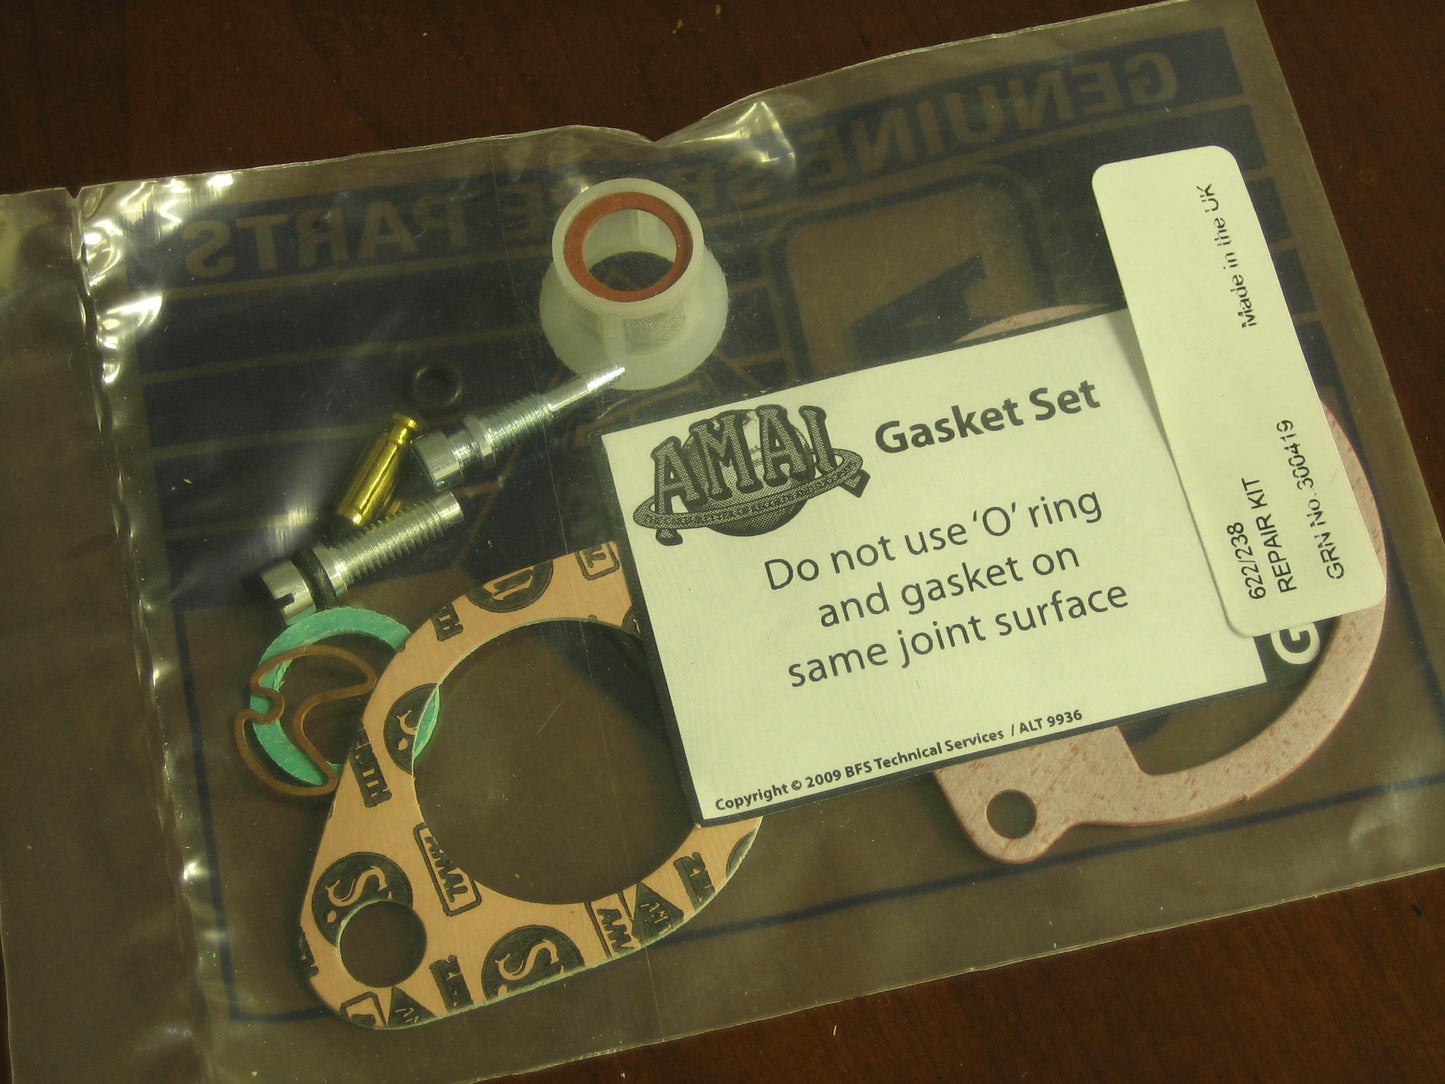 GENUINE SPARE PARTS
AMAL
Gasket Set
Do not use ‘O’ ring
and gasket on
same joint surface
Copyright © 2009 BFS Technical Services / ALT 9936
622/238
REPAIR KIT
GRN No. 300419
Made in the UK
G